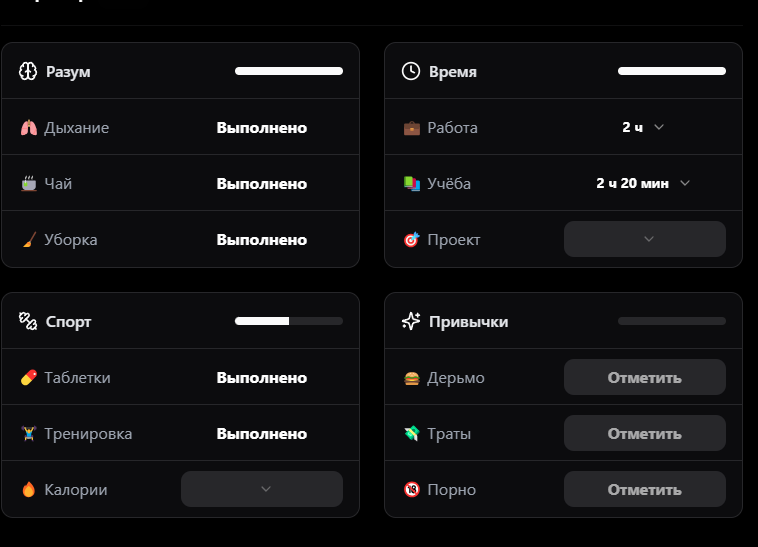 Разум
Дыхание Выполнено
Чай Выполнено
Уборка Выполнено
Время
Работа 2 ч
Учёба 2 ч 20 мин
Проект
Спорт
Таблетки Выполнено
Тренировка Выполнено
Калории
Привычки
Дерьмо Отметить
Траты Отметить
Порно Отметить